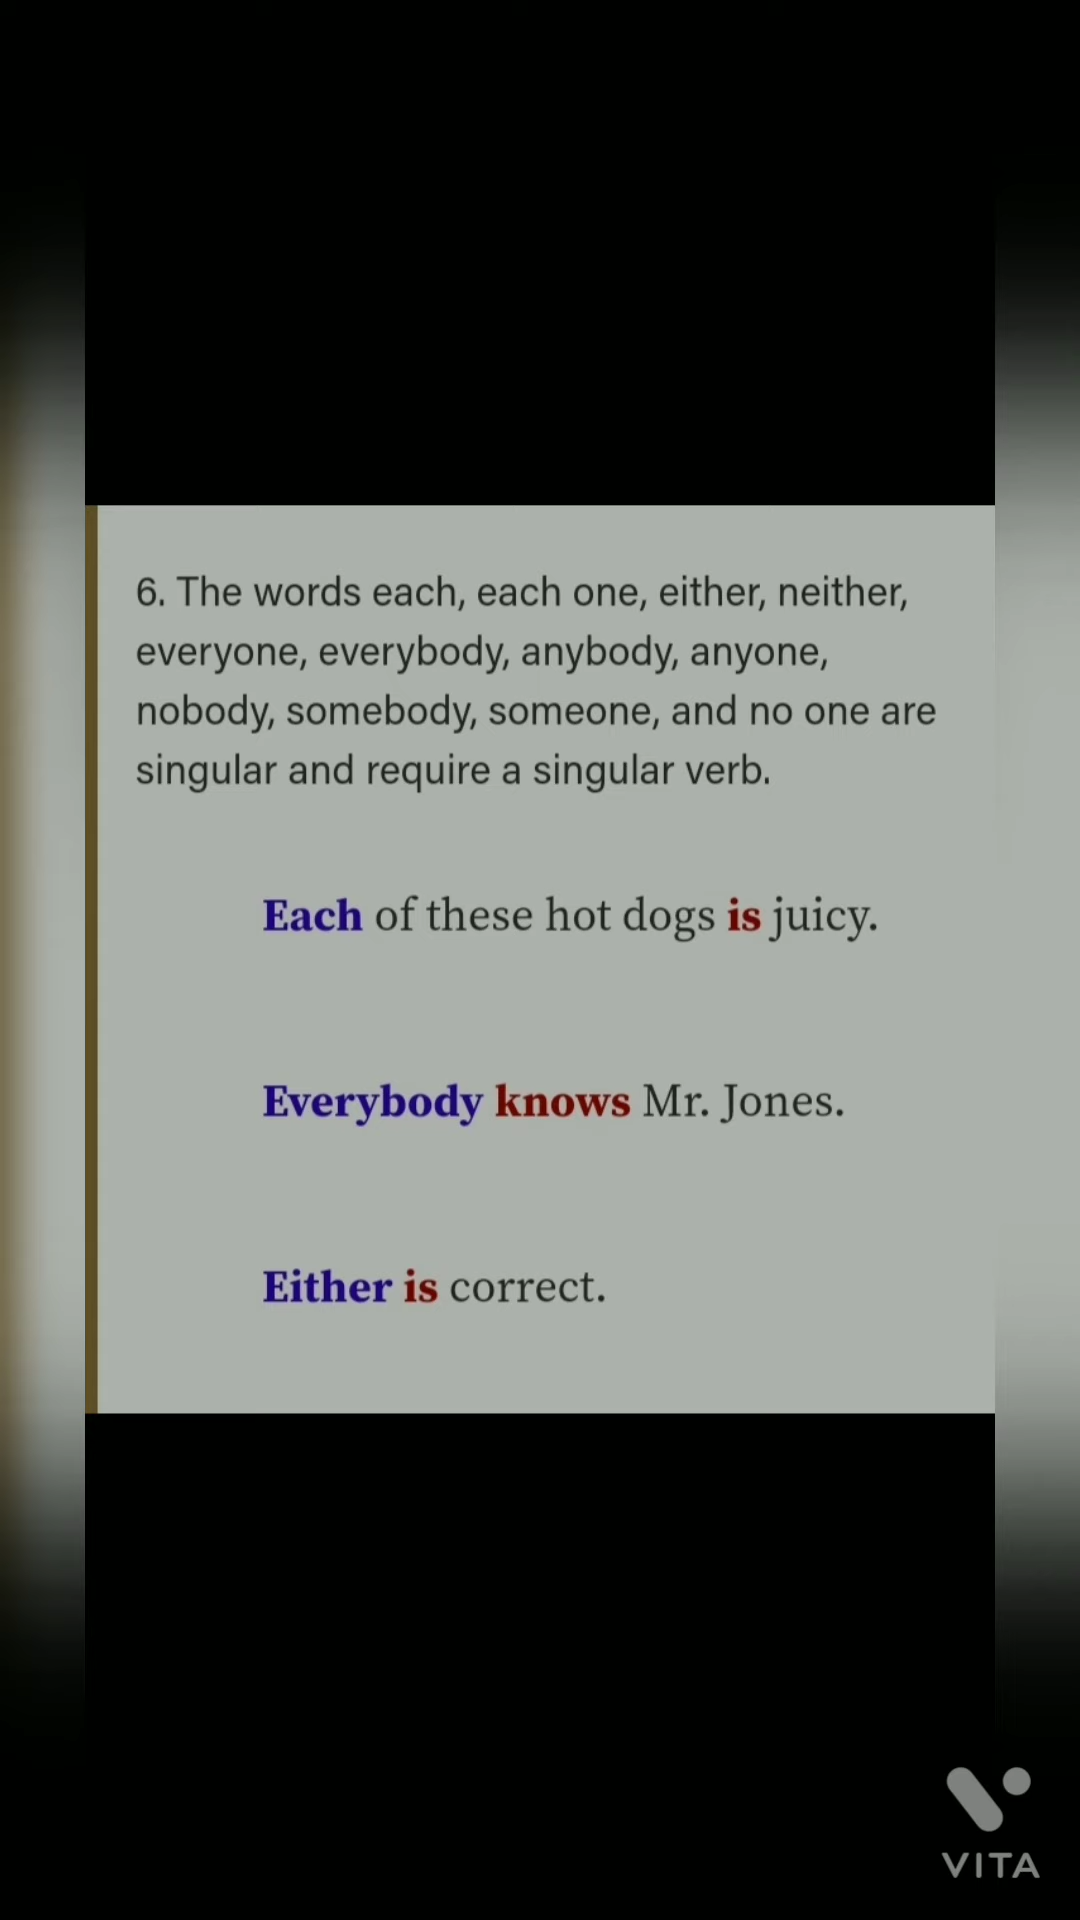 6. The words each, each one, either, neither,
everyone, everybody, anybody, anyone,
nobody, somebody, someone, and no one are
singular and require a singular verb.
Each of these hot dogs is juicy.
Everybody knows Mr. Jones.
Either is correct.
VITA